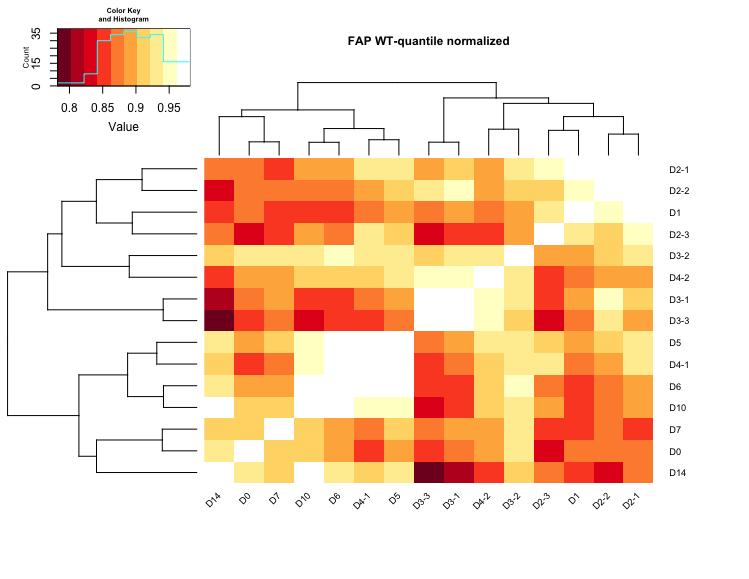 Color Key
and Histogram
Count
0 15 35
0.8 0.85 0.9 0.95
Value
FAP WT-quantile normalized
D2-1
D2-2
D1
D2-3
D3-2
D4-2
D3-1
D3-3
D5
D4-1
D6
D10
D7
D0
D14
D14 D0 D7 D10 D6 D4-1 D5 D3-3 D3-1 D4-2 D3-2 D2-3 D1 D2-2 D2-1